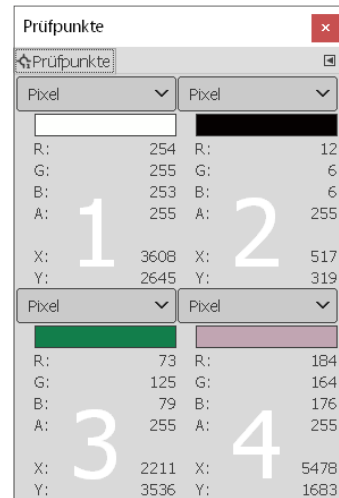 Prüfpunkte
Prüfpunkte
Pixel Pixel
R: 254 R: 12
G: 255 G: 6
B: 253 B: 6
A: 255 A: 255
1 2
X: 3608 X: 517
Y: 2645 Y: 319
Pixel Pixel
R: 73 R: 184
G: 125 G: 164
B: 79 B: 176
A: 255 A: 255
3 4
X: 2211 X: 5478
Y: 3536 Y: 1683